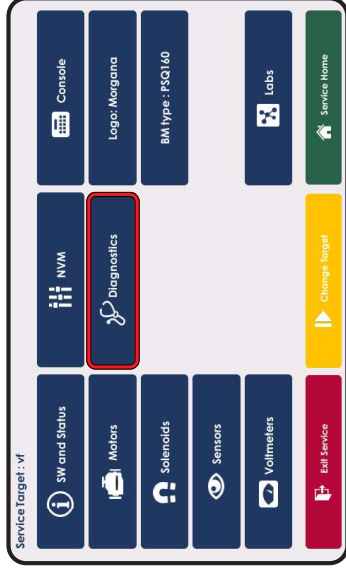 Service Target : vf
SW and Status
NVM
Console
Motors
Diagnostics
Logo: Morgana
Solenoids
BM type : PSQ160
Sensors
Voltmeters
Labs
Exit Service
Change Target
Service Home